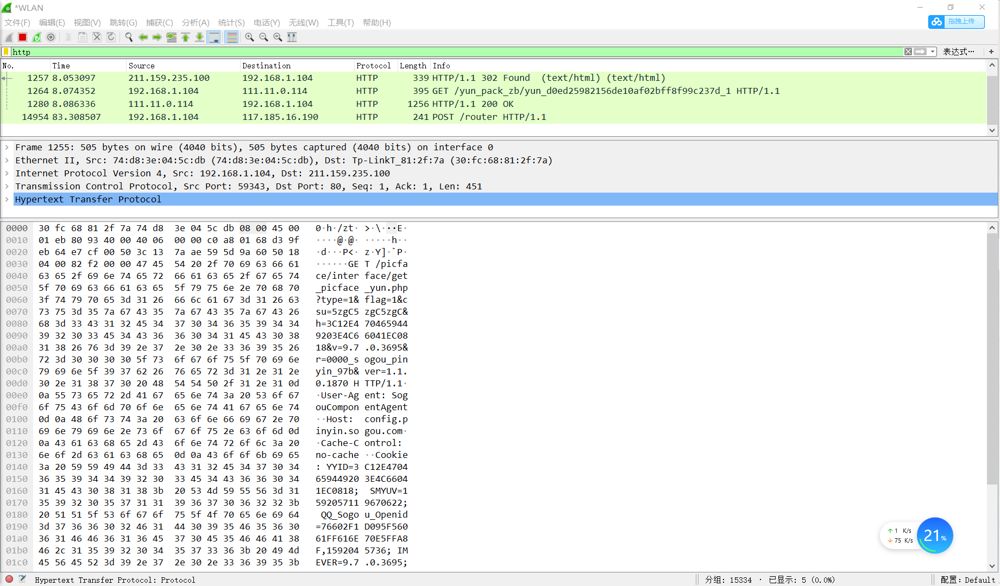 *WLAN
文件(F) 编辑(E) 视图(V) 跳转(G) 捕获(C) 分析(A) 统计(S) 电话(Y) 无线(W) 工具(T) 帮助(H)
拖拽上传
http
表达式… +
No. Time Source Destination Protocol Length Info
1257 8.053097 211.159.235.100 192.168.1.104 HTTP 339 HTTP/1.1 302 Found  (text/html) (text/html)
1264 8.074352 192.168.1.104 111.11.0.114 HTTP 395 GET /yun_pack_zb/yun_d0ed25982156de10af02bff8f99c237d_1 HTTP/1.1
1280 8.086336 111.11.0.114 192.168.1.104 HTTP 1256 HTTP/1.1 200 OK
14954 83.308507 192.168.1.104 117.185.16.190 HTTP 241 POST /router HTTP/1.1
Frame 1255: 505 bytes on wire (4040 bits), 505 bytes captured (4040 bits) on interface 0
Ethernet II, Src: 74:d8:3e:04:5c:db (74:d8:3e:04:5c:db), Dst: Tp-LinkT_81:2f:7a (30:fc:68:81:2f:7a)
Internet Protocol Version 4, Src: 192.168.1.104, Dst: 211.159.235.100
Transmission Control Protocol, Src Port: 59343, Dst Port: 80, Seq: 1, Ack: 1, Len: 451
Hypertext Transfer Protocol
0000 30 fc 68 81 2f 7a 74 d8 3e 04 5c db 08 00 45 00 0·h·/zt· >·\···E·
0010 01 eb 80 93 40 00 40 06 00 00 c0 a8 01 68 d3 9f ····@·@· ·····h··
0020 eb 64 e7 cf 00 50 3c 13 7a ae 59 5d 9a 60 50 18 ·d···P<· z·Y]·`P·
0030 04 00 82 f2 00 00 47 45 54 20 2f 70 69 63 66 61 ······GE T /picfa
0040 63 65 2f 69 6e 74 65 72 66 61 63 65 2f 67 65 74 ce/inter face/get
0050 5f 70 69 63 66 61 63 65 5f 79 75 6e 2e 70 68 70 _picface _yun.php
0060 3f 74 79 70 65 3d 31 26 66 6c 61 67 3d 31 26 63 ?type=1& flag=1&c
0070 73 75 3d 35 7a 67 43 35 7a 67 43 35 7a 67 43 26 su=5zgC5 zgC5zgC&
0080 68 3d 33 43 31 32 45 34 37 30 34 36 35 39 34 34 h=3C12E4 70465944
0090 39 32 30 33 45 34 43 36 36 30 34 31 45 43 30 38 9203E4C6 6041EC08
00a0 31 38 26 76 3d 39 2e 37 2e 30 2e 33 36 39 35 26 18&v=9.7 .0.3695&
00b0 72 3d 30 30 30 30 5f 73 6f 67 6f 75 5f 70 69 6e r=0000_s ogou_pin
00c0 79 69 6e 5f 39 37 62 26 76 65 72 3d 31 2e 31 2e yin_97b& ver=1.1.
00d0 30 2e 31 38 37 30 20 48 54 54 50 2f 31 2e 31 0d 0.1870 H TTP/1.1·
00e0 0a 55 73 65 72 2d 41 67 65 6e 74 3a 20 53 6f 67 ·User-Ag ent: Sog
00f0 6f 75 43 6f 6d 70 6f 6e 65 6e 74 41 67 65 6e 74 ouCompon entAgent
0100 0d 0a 48 6f 73 74 3a 20 63 6f 6e 66 69 67 2e 70 ··Host: config.p
0110 69 6e 79 69 6e 2e 73 6f 67 6f 75 2e 63 6f 6d 0d inyin.so gou.com·
0120 0a 43 61 63 68 65 2d 43 6f 6e 74 72 6f 6c 3a 20 ·Cache-C ontrol:
0130 6e 6f 2d 63 61 63 68 65 0d 0a 43 6f 6f 6b 69 65 no-cache ··Cookie
0140 3a 20 59 59 49 44 3d 33 43 31 32 45 34 37 30 34 : YYID=3 C12E4704
0150 36 35 39 34 34 39 32 30 33 45 34 43 36 36 30 34 65944920 3E4C6604
0160 31 45 43 30 38 31 38 3b 20 53 4d 59 55 56 3d 31 1EC0818; SMYUV=1
0170 35 39 32 30 35 37 31 31 39 36 37 30 36 32 32 3b 59205711 9670622;
0180 20 51 51 5f 53 6f 67 6f 75 5f 4f 70 65 6e 69 64 QQ_Sogo u_Openid
0190 3d 37 36 36 30 32 46 31 44 30 39 35 46 35 36 30 =76602F1 D095F560
01a0 36 31 46 46 36 31 36 45 37 30 45 35 46 46 41 38 61FF616E 70E5FFA8
01b0 46 2c 31 35 39 32 30 34 35 37 33 36 3b 20 49 4d F,159204 5736; IM
01c0 45 56 45 52 3d 39 2e 37 2e 30 2e 33 36 39 35 3b EVER=9.7 .0.3695;
↑ 1 K/s
↓ 75 K/s
21%
Hypertext Transfer Protocol: Protocol
分组: 15334 · 已显示: 5 (0.0%)
配置: Default